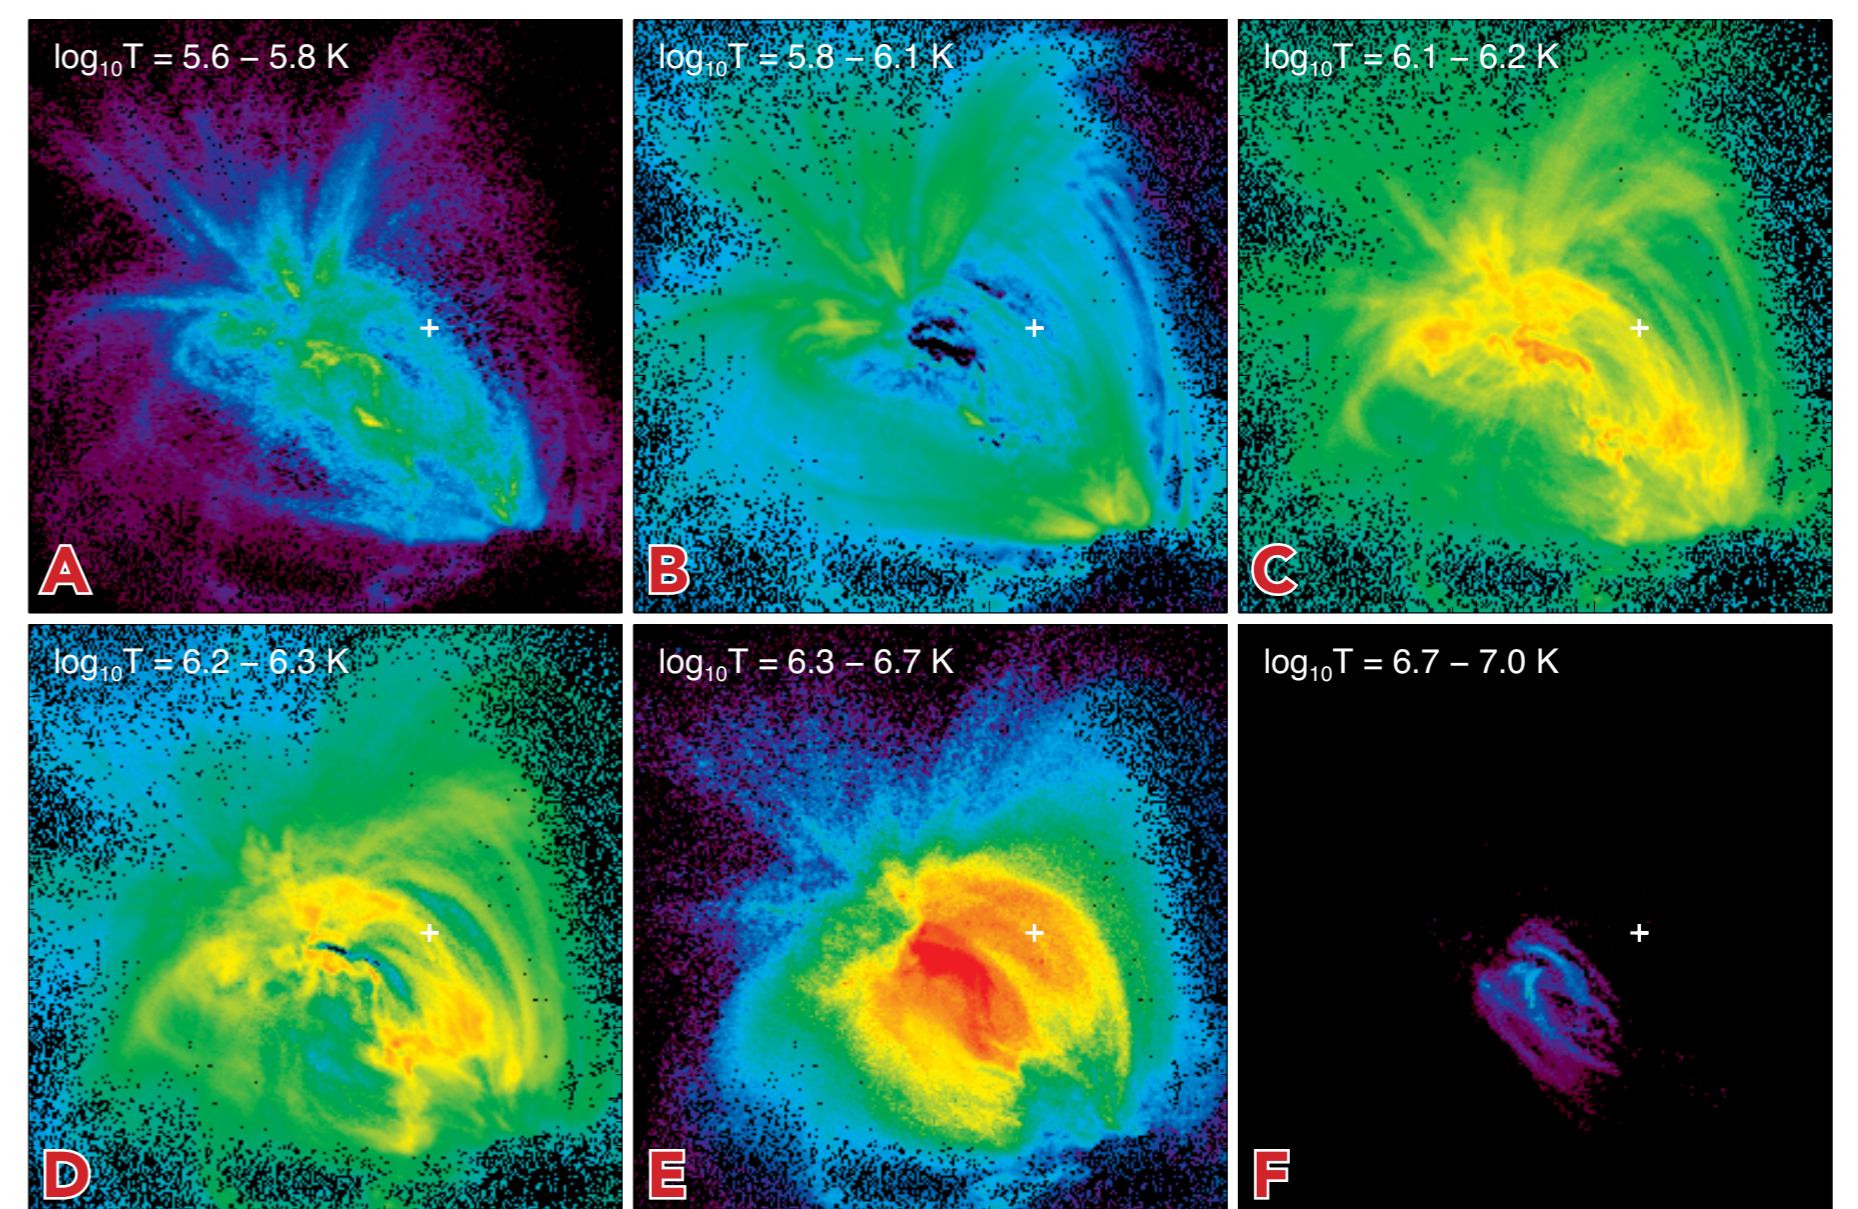 log₁₀T = 5.6 – 5.8 K
log₁₀T = 5.8 – 6.1 K
log₁₀T = 6.1 – 6.2 K
A
B
C
log₁₀T = 6.2 – 6.3 K
log₁₀T = 6.3 – 6.7 K
log₁₀T = 6.7 – 7.0 K
D
E
F